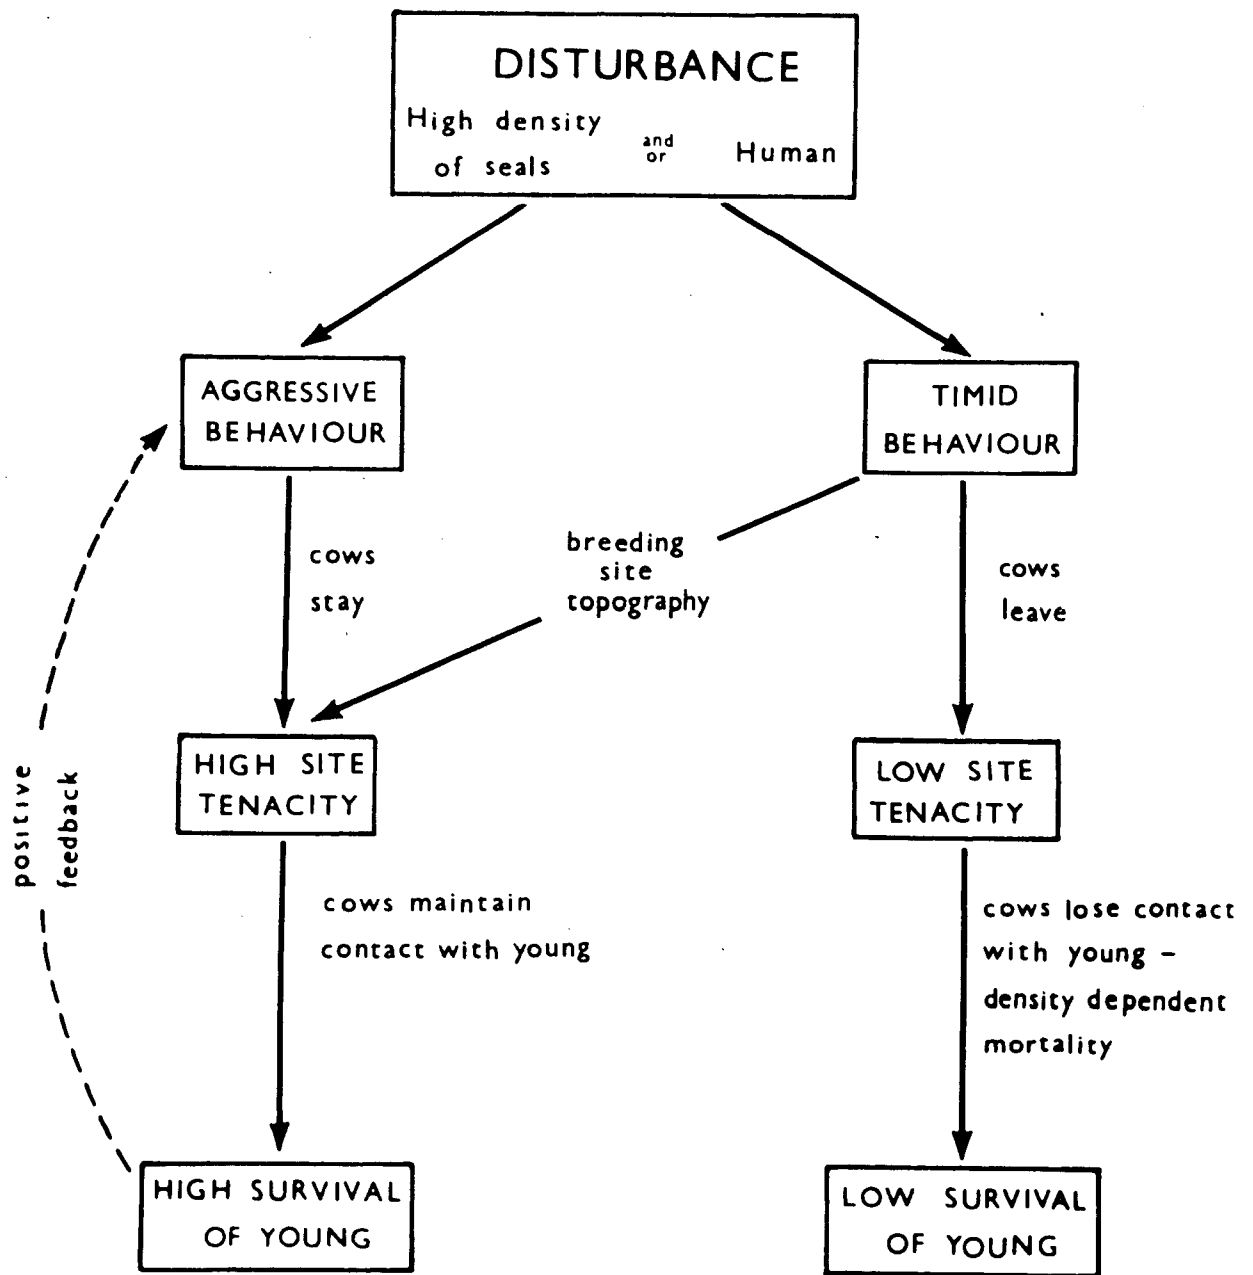 DISTURBANCE
High density
of seals
and
or
Human
AGGRESSIVE
BEHAVIOUR
TIMID
BEHAVIOUR
cows
stay
breeding
site
topography
cows
leave
positive
feedback
HIGH SITE
TENACITY
LOW SITE
TENACITY
cows maintain
contact with young
cows lose contact
with young –
density dependent
mortality
HIGH SURVIVAL
OF YOUNG
LOW SURVIVAL
OF YOUNG